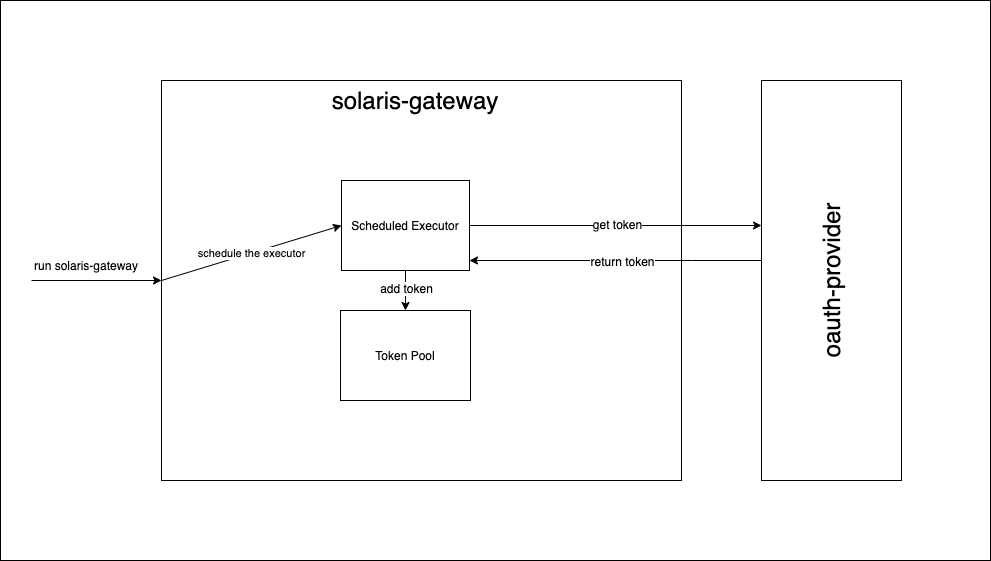 solaris-gateway
Scheduled Executor
get token
schedule the executor
return token
run solaris-gateway
add token
Token Pool
oauth-provider